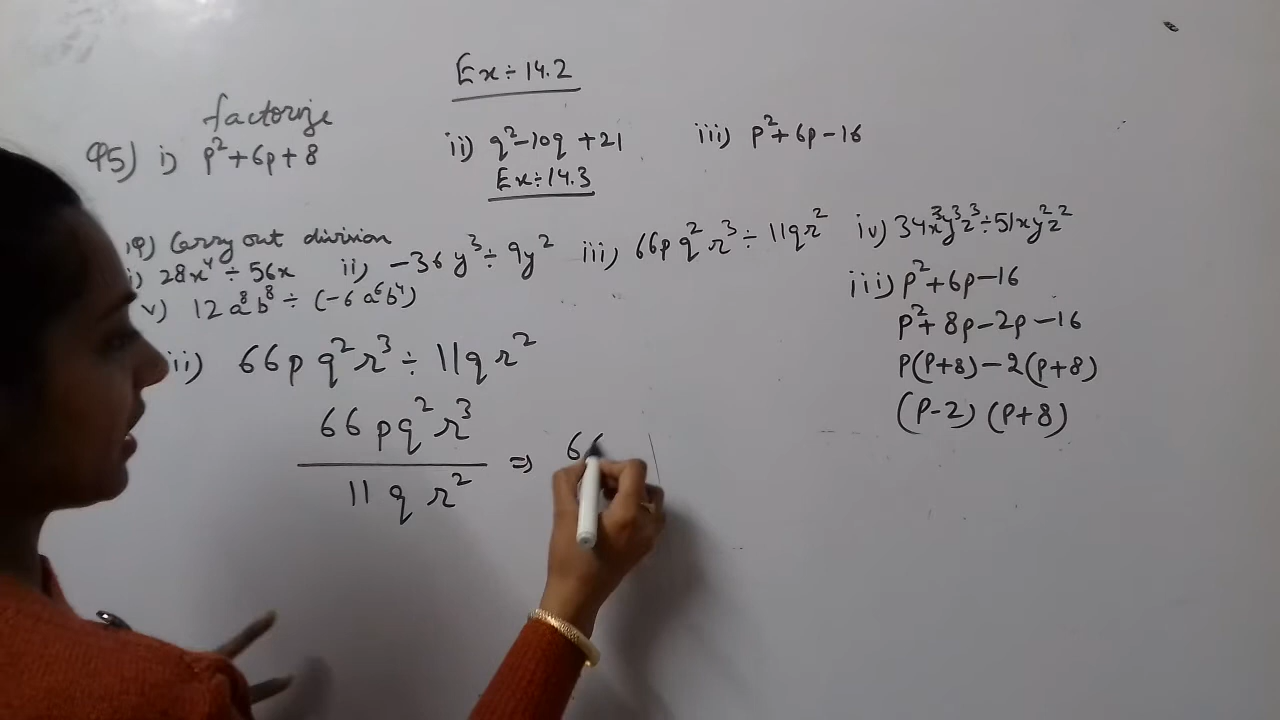 Ex÷14.2
factorize
Q5) i) p²+6p+8 ii) q²-10q+21 iii) p²+6p-16
Ex÷14.3
Carry out division
i) 28x⁴ ÷ 56x ii) -36y³÷9y² iii) 66pq²r³ ÷ 11qr² iv) 34x³y³z³÷51xy²z²
v) 12a⁸b⁸ ÷ (-6a⁶b⁴)
iii) 66pq²r³ ÷ 11qr²
66pq²r³
11qr²
⇒ 66
iii) p²+6p-16
p²+8p-2p-16
p(p+8)-2(p+8)
(p-2)(p+8)